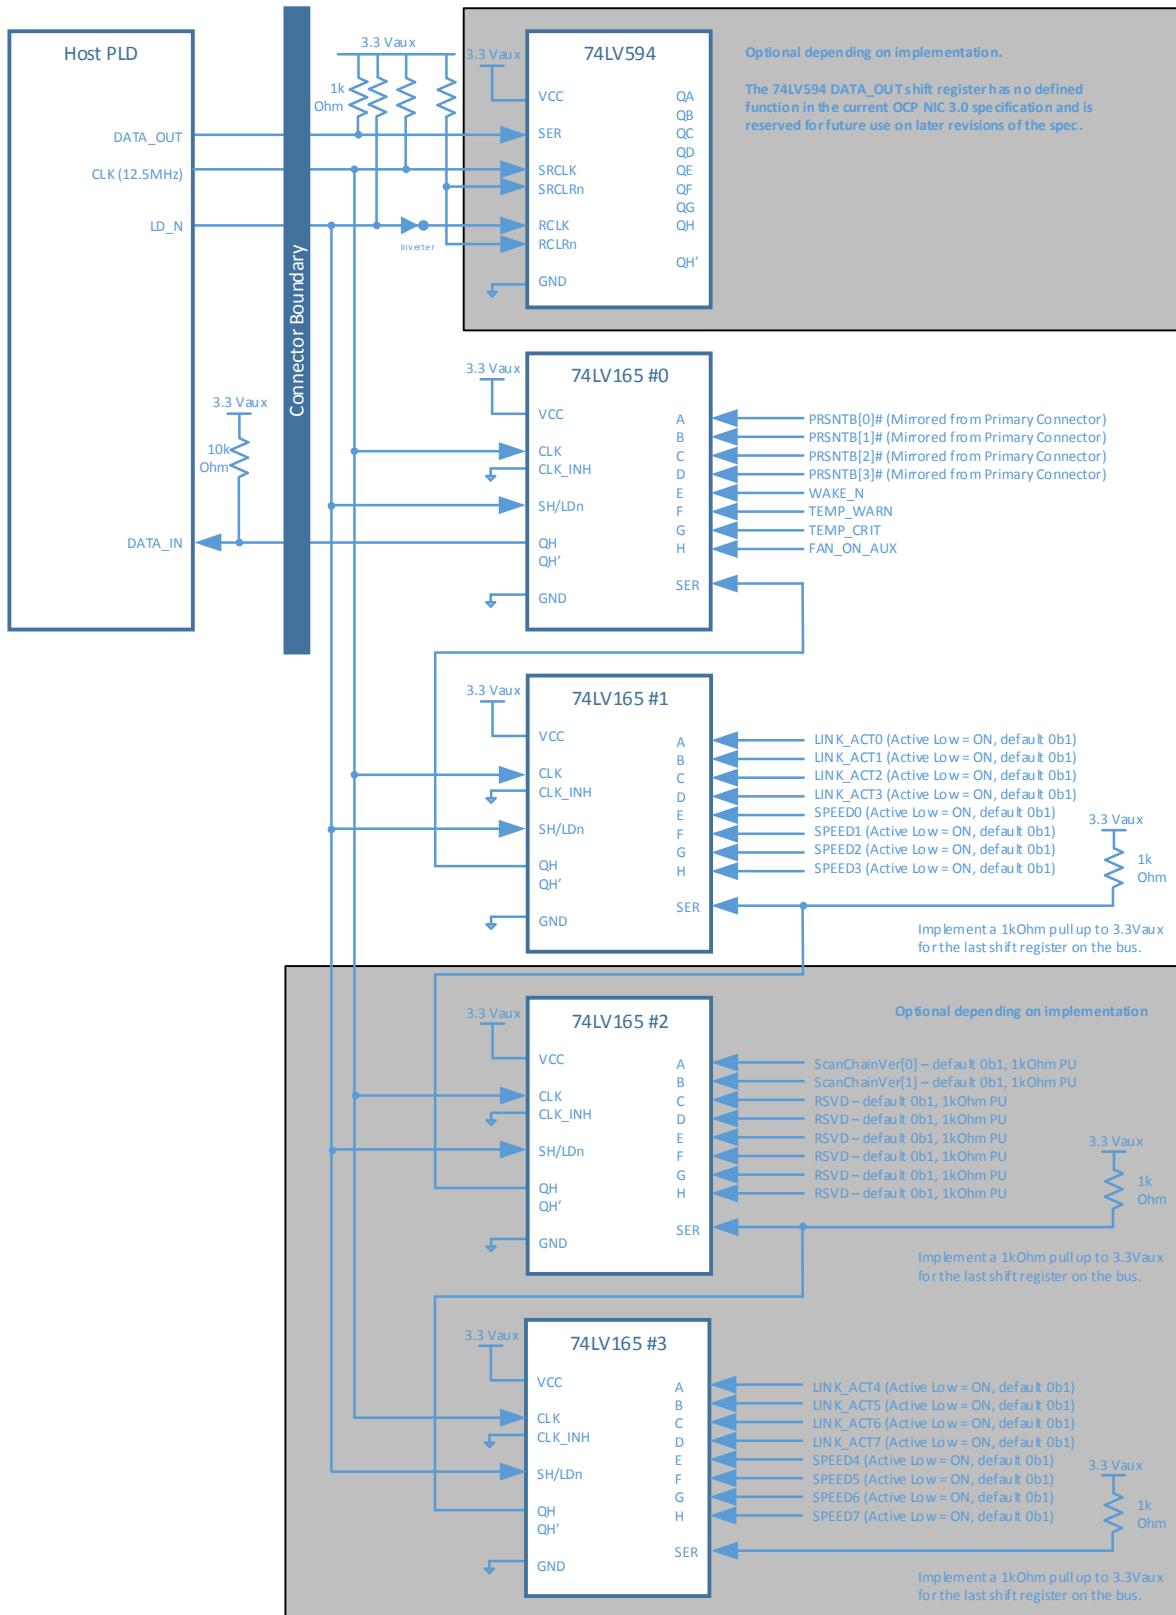 Host PLD
DATA_OUT
CLK (12.5MHz)
LD_N
DATA_IN
3.3 Vaux
10k
Ohm
Connector Boundary
3.3 Vaux
1k
Ohm
Inverter
3.3 Vaux
74LV594
VCC
SER
SRCLK
SRCLRn
RCLK
RCLRn
GND
QA
QB
QC
QD
QE
QF
QG
QH
QH’
Optional depending on implementation.
The 74LV594 DATA_OUT shift register has no defined
function in the current OCP NIC 3.0 specification and is
reserved for future use on later revisions of the spec.
3.3 Vaux
74LV165 #0
VCC
CLK
CLK_INH
SH/LDn
QH
QH’
GND
A
B
C
D
E
F
G
H
SER
PRSNTB[0]# (Mirrored from Primary Connector)
PRSNTB[1]# (Mirrored from Primary Connector)
PRSNTB[2]# (Mirrored from Primary Connector)
PRSNTB[3]# (Mirrored from Primary Connector)
WAKE_N
TEMP_WARN
TEMP_CRIT
FAN_ON_AUX
3.3 Vaux
74LV165 #1
VCC
CLK
CLK_INH
SH/LDn
QH
QH’
GND
A
B
C
D
E
F
G
H
SER
LINK_ACT0 (Active Low = ON, default 0b1)
LINK_ACT1 (Active Low = ON, default 0b1)
LINK_ACT2 (Active Low = ON, default 0b1)
LINK_ACT3 (Active Low = ON, default 0b1)
SPEED0 (Active Low = ON, default 0b1)
SPEED1 (Active Low = ON, default 0b1)
SPEED2 (Active Low = ON, default 0b1)
SPEED3 (Active Low = ON, default 0b1)
3.3 Vaux
1k
Ohm
Implement a 1kOhm pull up to 3.3Vaux
for the last shift register on the bus.
Optional depending on implementation
3.3 Vaux
74LV165 #2
VCC
CLK
CLK_INH
SH/LDn
QH
QH’
GND
A
B
C
D
E
F
G
H
SER
ScanChainVer[0] – default 0b1, 1kOhm PU
ScanChainVer[1] – default 0b1, 1kOhm PU
RSVD – default 0b1, 1kOhm PU
RSVD – default 0b1, 1kOhm PU
RSVD – default 0b1, 1kOhm PU
RSVD – default 0b1, 1kOhm PU
RSVD – default 0b1, 1kOhm PU
RSVD – default 0b1, 1kOhm PU
3.3 Vaux
1k
Ohm
Implement a 1kOhm pull up to 3.3Vaux
for the last shift register on the bus.
3.3 Vaux
74LV165 #3
VCC
CLK
CLK_INH
SH/LDn
QH
QH’
GND
A
B
C
D
E
F
G
H
SER
LINK_ACT4 (Active Low = ON, default 0b1)
LINK_ACT5 (Active Low = ON, default 0b1)
LINK_ACT6 (Active Low = ON, default 0b1)
LINK_ACT7 (Active Low = ON, default 0b1)
SPEED4 (Active Low = ON, default 0b1)
SPEED5 (Active Low = ON, default 0b1)
SPEED6 (Active Low = ON, default 0b1)
SPEED7 (Active Low = ON, default 0b1)
3.3 Vaux
1k
Ohm
Implement a 1kOhm pull up to 3.3Vaux
for the last shift register on the bus.